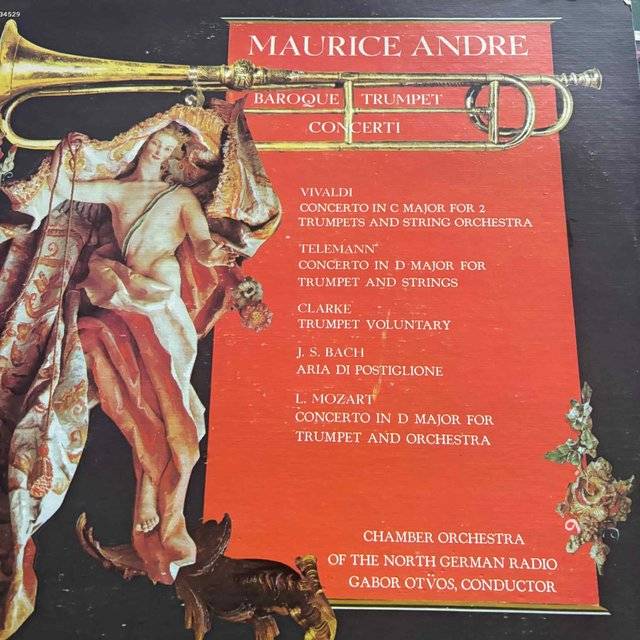 34529
MAURICE ANDRE
BAROQUE TRUMPET
CONCERTI
VIVALDI
CONCERTO IN C MAJOR FOR 2
TRUMPETS AND STRING ORCHESTRA
TELEMANN
CONCERTO IN D MAJOR FOR
TRUMPET AND STRINGS
CLARKE
TRUMPET VOLUNTARY
J. S. BACH
ARIA DI POSTIGLIONE
L. MOZART
CONCERTO IN D MAJOR FOR
TRUMPET AND ORCHESTRA
CHAMBER ORCHESTRA
OF THE NORTH GERMAN RADIO
GABOR OTVOS, CONDUCTOR